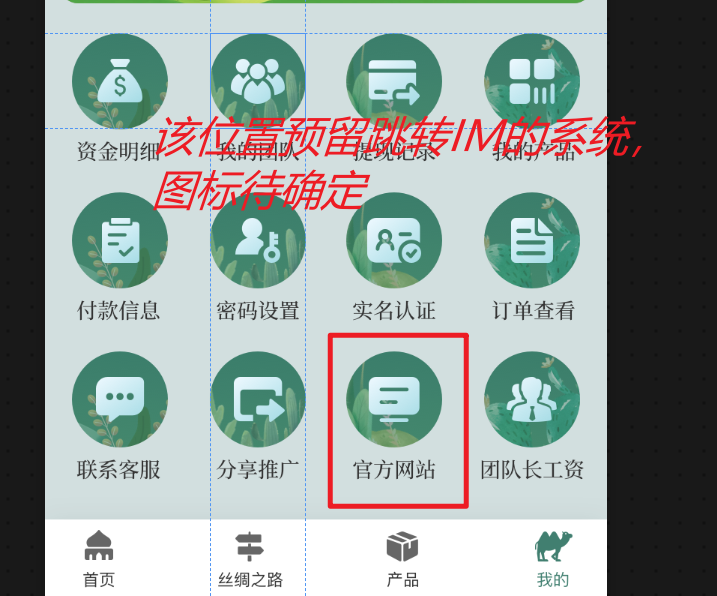 该位置预留跳转IM的系统，
图标待确定
资金明细
我的团队
提现记录
我的产品
付款信息
密码设置
实名认证
订单查看
联系客服
分享推广
官方网站
团队长工资
首页
丝绸之路
产品
我的